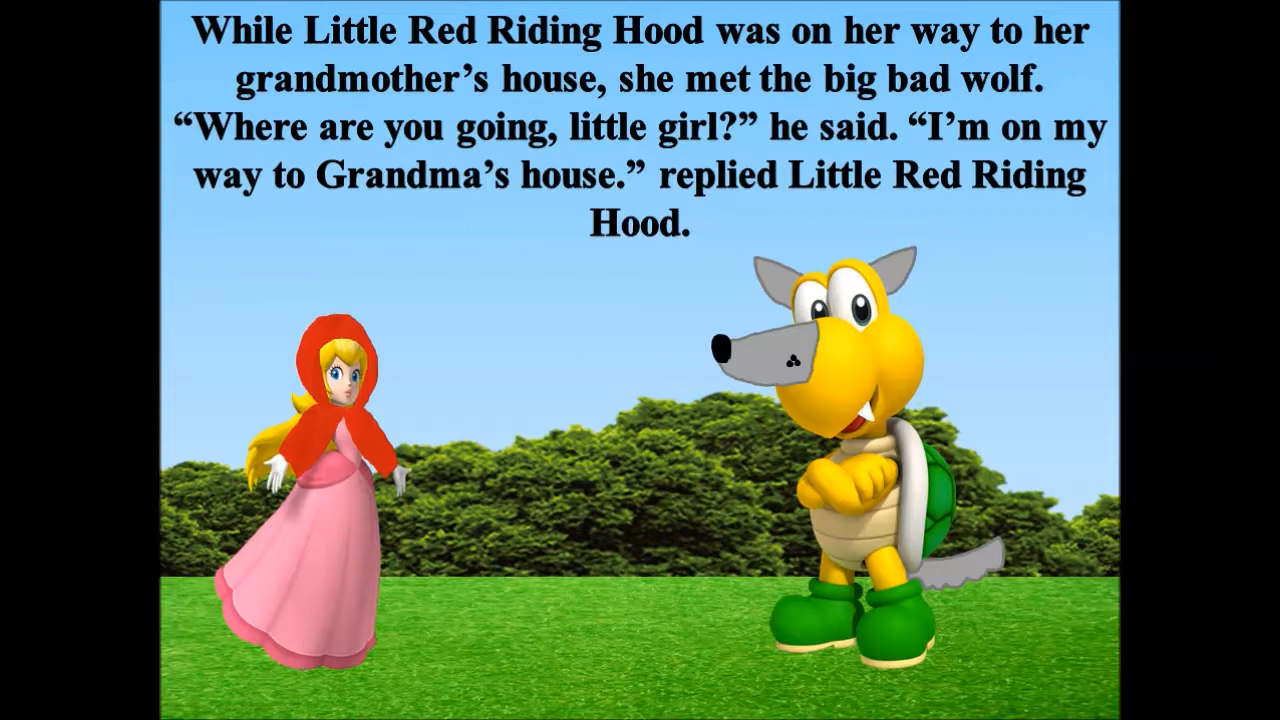 While Little Red Riding Hood was on her way to her
grandmother’s house, she met the big bad wolf.
“Where are you going, little girl?” he said. “I’m on my
way to Grandma’s house.” replied Little Red Riding
Hood.